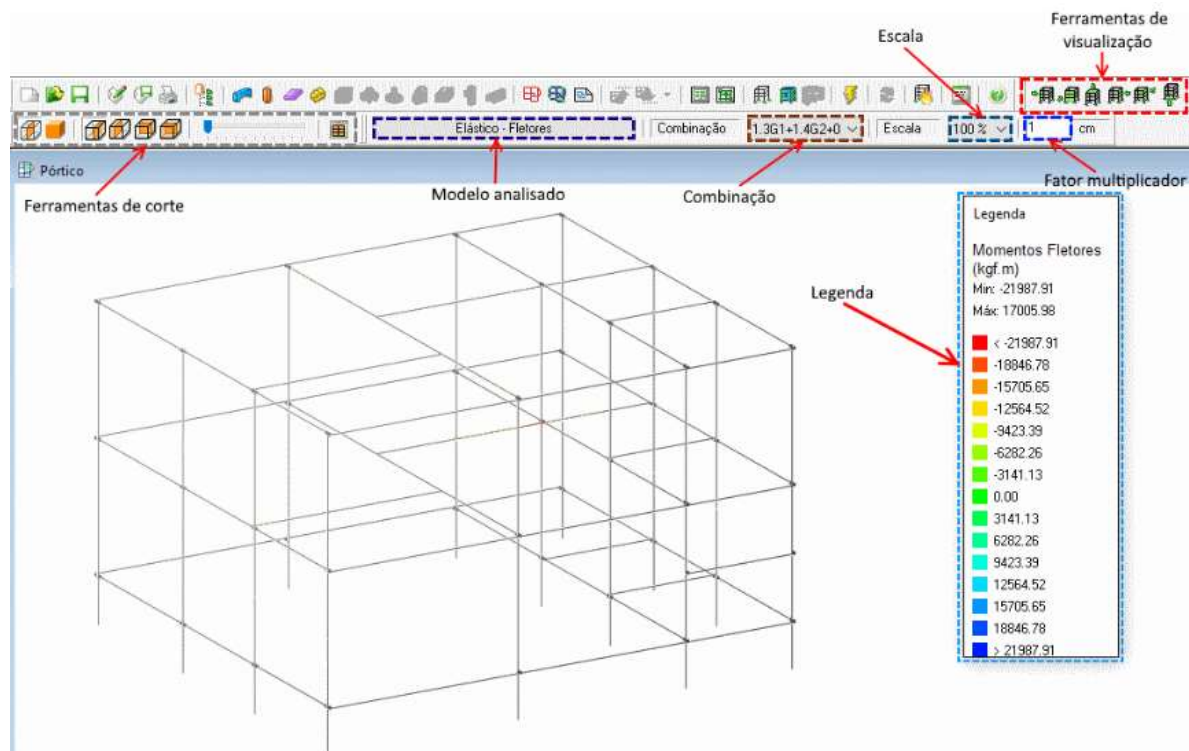 Ferramentas de
visualização
Escala
Elástico - Fletores
Combinação
1.3G1+1.4G2+0
Escala
100 %
1
cm
Pórtico
Ferramentas de corte
Modelo analisado
Combinação
Fator multiplicador
Legenda
Legenda
Momentos Fletores
(kgf.m)
Min: -21987.91
Máx: 17005.98
< -21987.91
-18846.78
-15705.65
-12564.52
-9423.39
-6282.26
-3141.13
0.00
3141.13
6282.26
9423.39
12564.52
15705.65
18846.78
> 21987.91